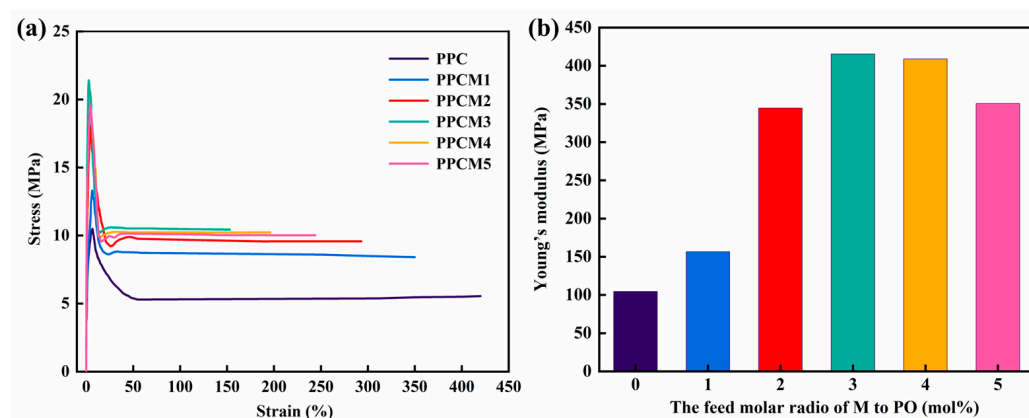 (a)
25
20
15
10
5
0
Stress (MPa)
0 50 100 150 200 250 300 350 400 450
Strain (%)
PPC
PPCM1
PPCM2
PPCM3
PPCM4
PPCM5
(b)
450
400
350
300
250
200
150
100
50
0
Young's modulus (MPa)
0 1 2 3 4 5
The feed molar radio of M to PO (mol%)